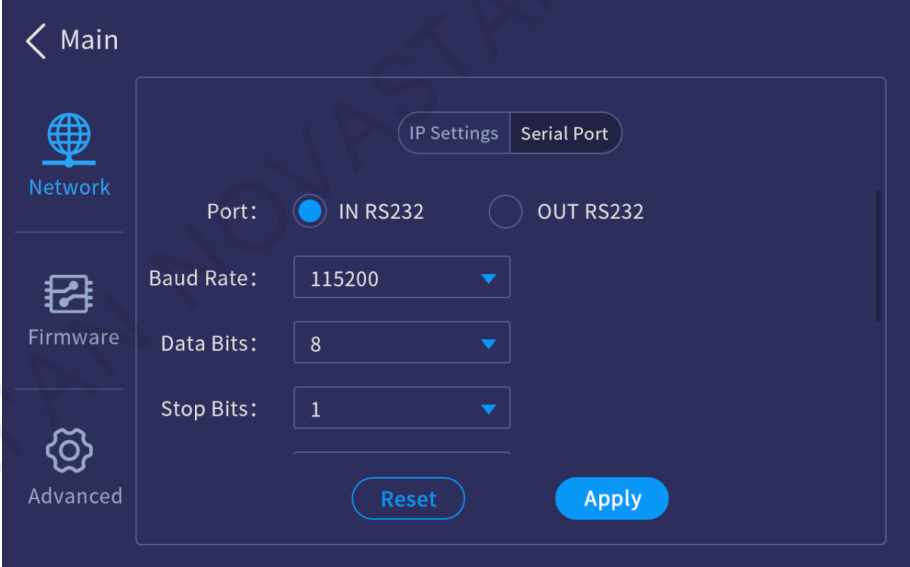 Main
Network
Firmware
Advanced
IP Settings Serial Port
Port: IN RS232 OUT RS232
Baud Rate: 115200
Data Bits: 8
Stop Bits: 1
Reset Apply
NOVASTAR